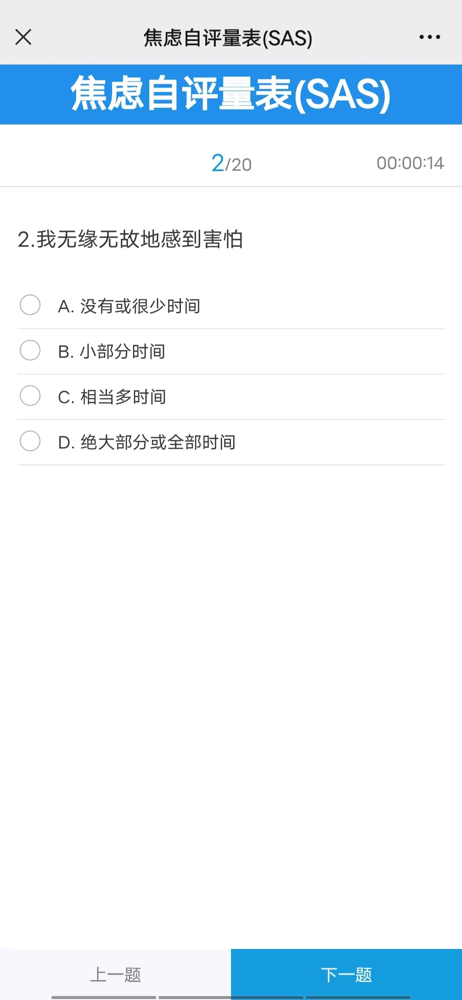 焦虑自评量表(SAS)
焦虑自评量表(SAS)
2/20 00:00:14
2.我无缘无故地感到害怕
A. 没有或很少时间
B. 小部分时间
C. 相当多时间
D. 绝大部分或全部时间
上一题 下一题